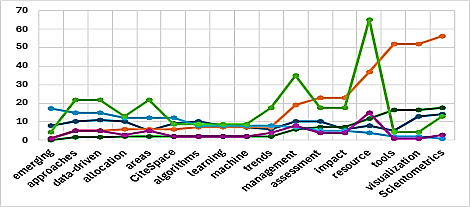 70
60
50
40
30
20
10
0
emerging
approaches
data-driven
allocation
areas
CiteSpace
algorithms
learning
machine
trends
management
assessment
impact
resource
tools
visualization
Scientometrics